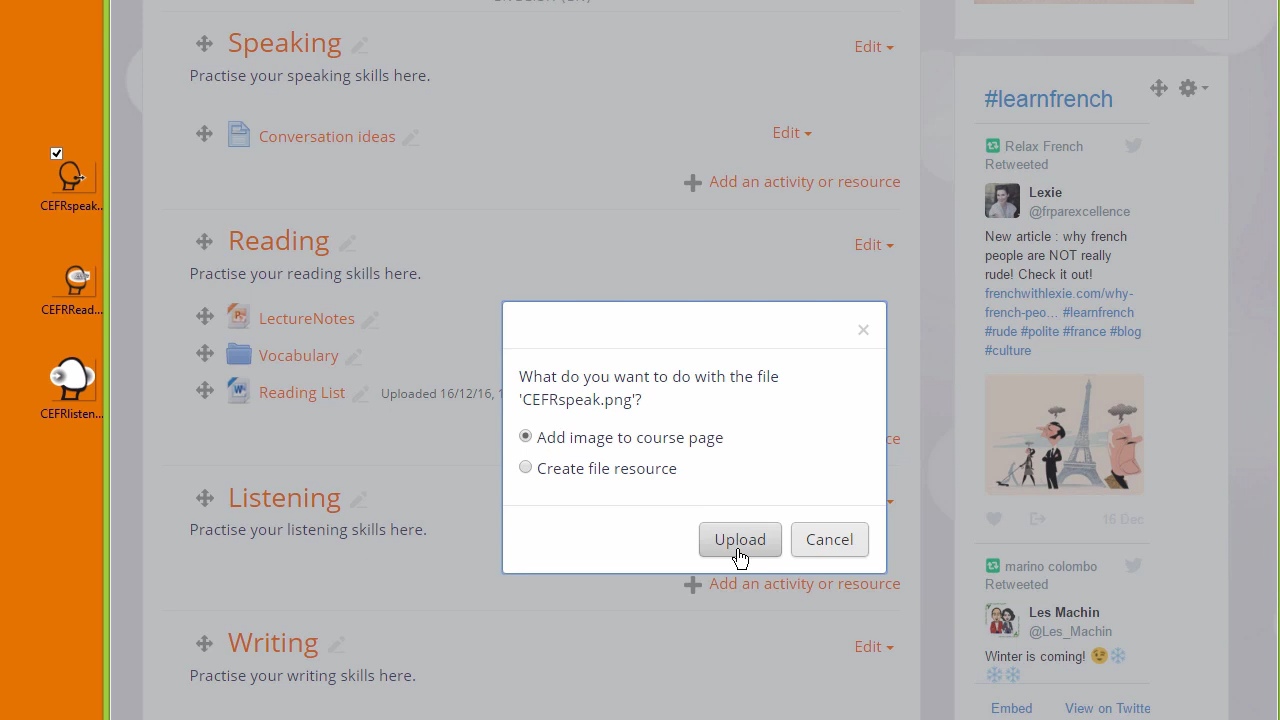 Speaking
Edit
Practise your speaking skills here.
Conversation ideas
Edit
Add an activity or resource
Reading
Edit
Practise your reading skills here.
LectureNotes
Vocabulary
Reading List
Uploaded 16/12/16, 1
ce
Listening
Practise your listening skills here.
Add an activity or resource
Writing
Edit
Practise your writing skills here.
CEFRspeak...
CEFRRead...
CEFRlisten...
What do you want to do with the file
'CEFRspeak.png'?
Add image to course page
Create file resource
Upload
Cancel
#learnfrench
Relax French
Retweeted
Lexie
@frparexcellence
New article : why french
people are NOT really
rude! Check it out!
frenchwithlexie.com/why-
french-peo... #learnfrench
#rude #polite #france #blog
#culture
16 Dec
marino colombo
Retweeted
Les Machin
@Les_Machin
Winter is coming! 😉❄️
❄️❄️
Embed
View on Twitte